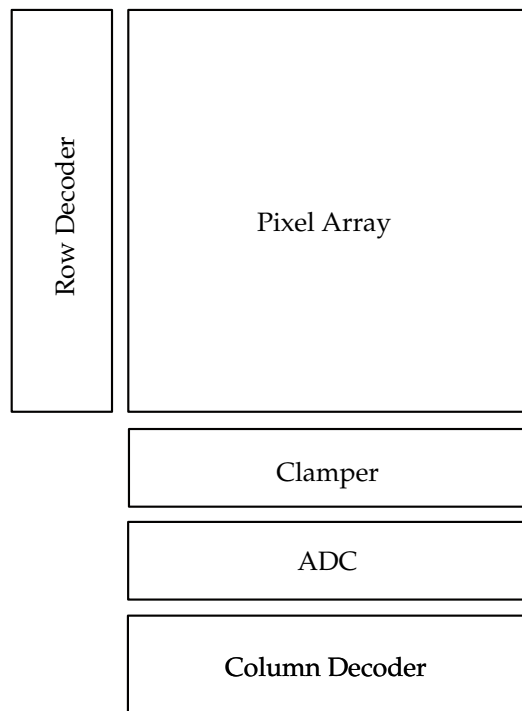 Row Decoder
Pixel Array
Clamper
ADC
Column Decoder